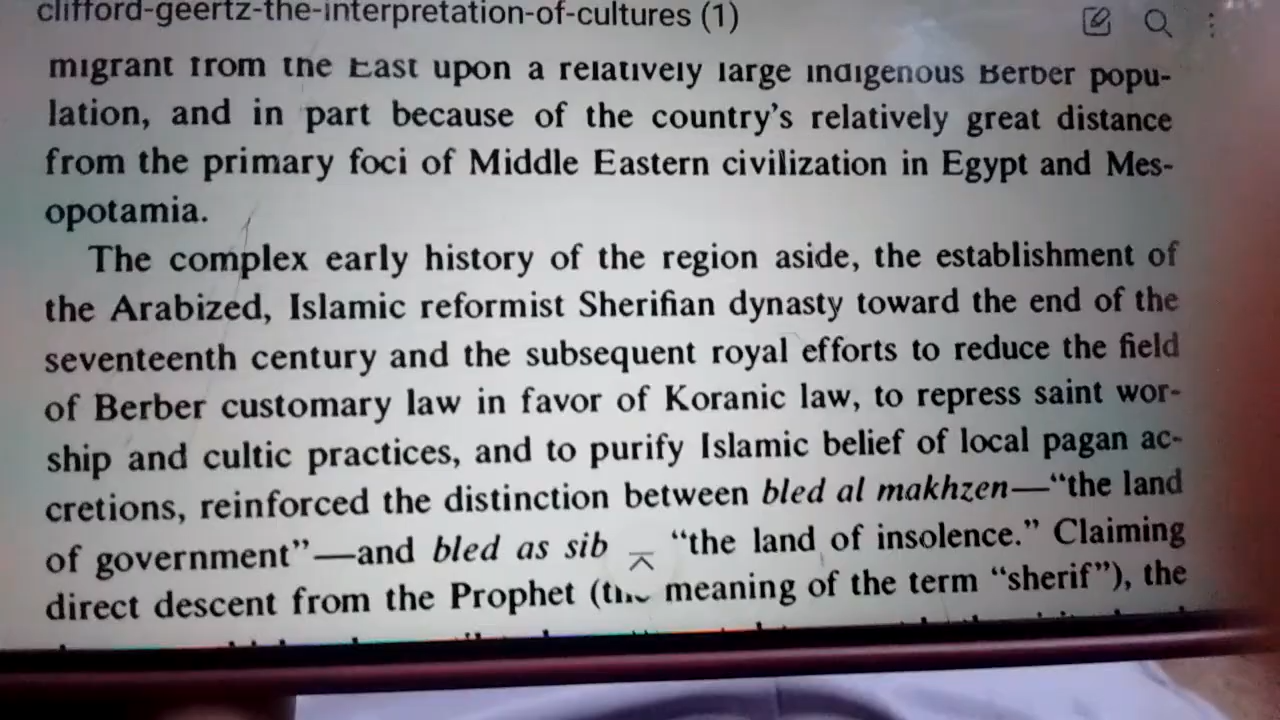 clifford-geertz-the-interpretation-of-cultures (1)
migrant from the East upon a relatively large indigenous Berber popu-
lation, and in part because of the country's relatively great distance
from the primary foci of Middle Eastern civilization in Egypt and Mes-
opotamia.
The complex early history of the region aside, the establishment of
the Arabized, Islamic reformist Sherifian dynasty toward the end of the
seventeenth century and the subsequent royal efforts to reduce the field
of Berber customary law in favor of Koranic law, to repress saint wor-
ship and cultic practices, and to purify Islamic belief of local pagan ac-
cretions, reinforced the distinction between bled al makhzen—“the land
of government”—and bled as sib “the land of insolence.” Claiming
direct descent from the Prophet (the meaning of the term “sherif”), the